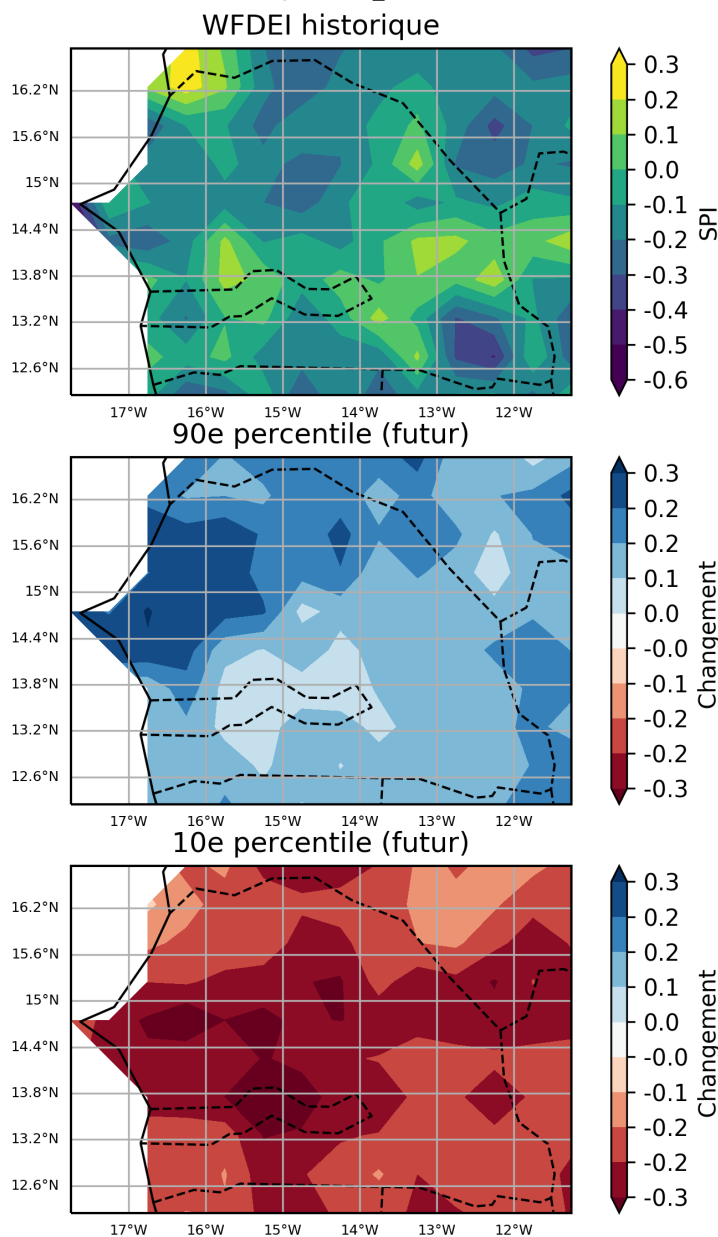 WFDEI historique
16.2°N
15.6°N
15°N
14.4°N
13.8°N
13.2°N
12.6°N
17°W 16°W 15°W 14°W 13°W 12°W
0.3
0.2
0.1
0.0
-0.1
-0.2
-0.3
-0.4
-0.5
-0.6
SPI
90e percentile (futur)
16.2°N
15.6°N
15°N
14.4°N
13.8°N
13.2°N
12.6°N
17°W 16°W 15°W 14°W 13°W 12°W
0.3
0.2
0.2
0.1
0.0
-0.0
-0.1
-0.2
-0.2
-0.3
Changement
10e percentile (futur)
16.2°N
15.6°N
15°N
14.4°N
13.8°N
13.2°N
12.6°N
17°W 16°W 15°W 14°W 13°W 12°W
0.3
0.2
0.2
0.1
0.0
-0.0
-0.1
-0.2
-0.2
-0.3
Changement